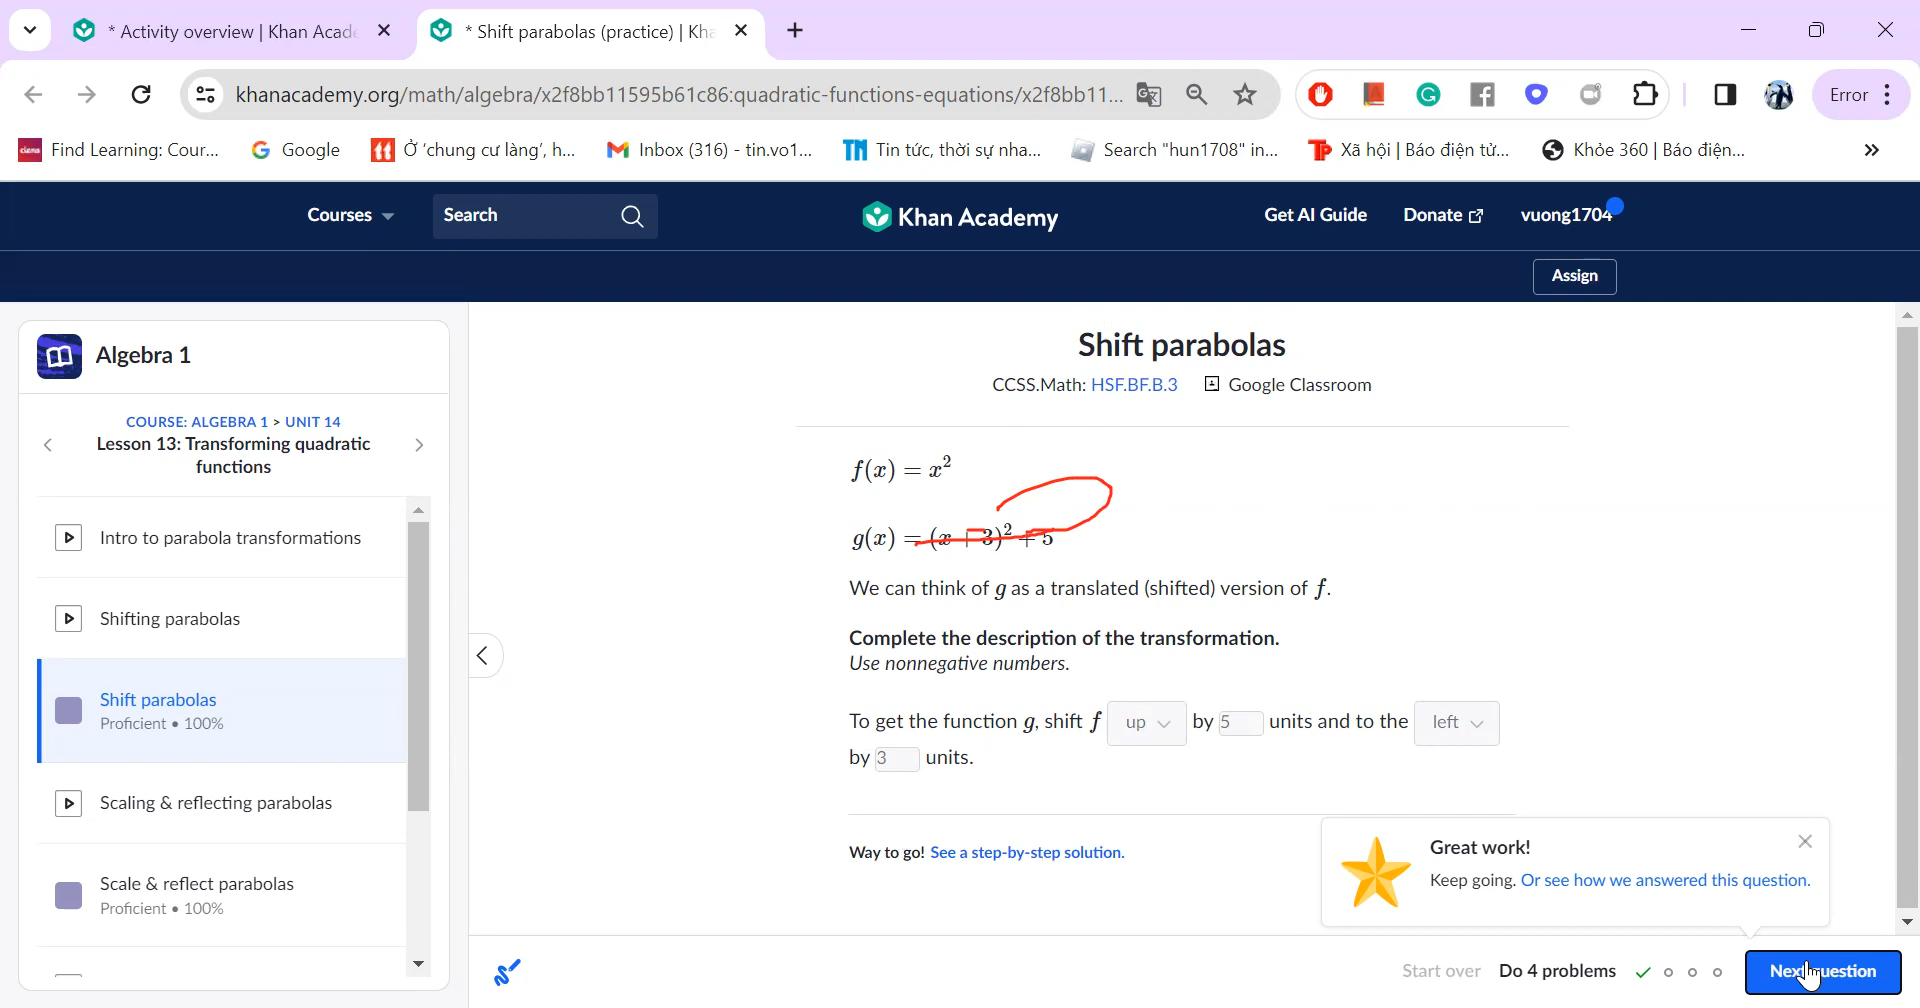 * Activity overview | Khan Acade
* Shift parabolas (practice) | Kha
khanacademy.org/math/algebra/x2f8bb11595b61c86:quadratic-functions-equations/x2f8bb11...
Error
Find Learning: Cour...
Google
Ở 'chung cư làng', h...
Inbox (316) - tin.vo1...
TN Tin tức, thời sự nha...
Search "hun1708" in...
Xã hội | Báo điện tử...
Khỏe 360 | Báo điện...
Courses
Search
Khan Academy
Get AI Guide
Donate
vuong1704
Assign
Algebra 1
COURSE: ALGEBRA 1 > UNIT 14
Lesson 13: Transforming quadratic
functions
Intro to parabola transformations
Shifting parabolas
Shift parabolas
Proficient • 100%
Scaling & reflecting parabolas
Scale & reflect parabolas
Proficient • 100%
Shift parabolas
CCSS.Math: HSF.BF.B.3 Google Classroom
f(x) = x²
g(x) = (x + 3)² + 5
We can think of g as a translated (shifted) version of f.
Complete the description of the transformation.
Use nonnegative numbers.
To get the function g, shift f up by 5 units and to the left
by 3 units.
Way to go! See a step-by-step solution.
Great work!
Keep going. Or see how we answered this question.
Start over Do 4 problems
Next question